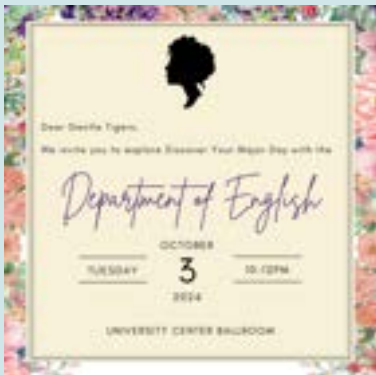 Dear Gentle Tigers,
We invite you to explore Discover Your Major Day with the
Department of English
OCTOBER
TUESDAY 3 10-12PM
2024
UNIVERSITY CENTER BALLROOM